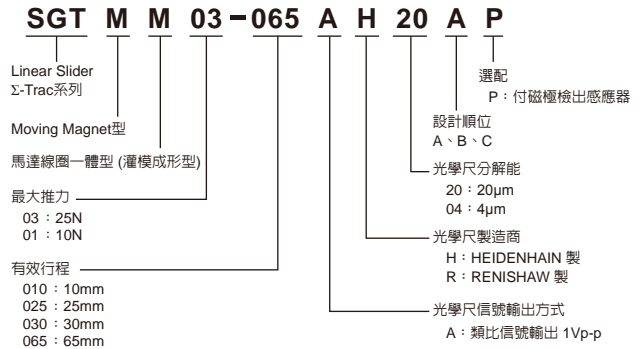 SGT M M 03-065 A H 20 A P
Linear Slider
Σ-Trac系列
Moving Magnet型
馬達線圈一體型 (灌模成形型)
最大推力
03：25N
01：10N
有效行程
010：10mm
025：25mm
030：30mm
065：65mm
選配
P：付磁極檢出感應器
設計順位
A、B、C
光學尺分解能
20：20μm
04：4μm
光學尺製造商
H：HEIDENHAIN 製
R：RENISHAW 製
光學尺信號輸出方式
A：類比信號輸出 1Vp-p